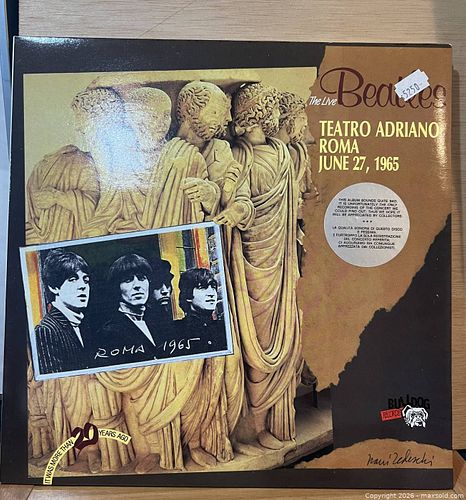 The Live Beatles
5250
TEATRO ADRIANO
ROMA
JUNE 27, 1965
THIS ALBUM SOUNDS QUITE BAD.
IT IS UNFORTUNATELY THE ONLY
RECORDING OF THE CONCERT WE
COULD FIND OUT. THUS WE HOPE IT
WILL BE APPRECIATED BY COLLECTORS
* * *
LA QUALITÀ SONORA DI QUESTO DISCO
È PESSIMA.
È PURTROPPO LA SOLA REGISTRAZIONE
DEL CONCERTO REPERITA.
CI AUGURIAMO SIA COMUNQUE
APPREZZATA DAI COLLEZIONISTI.
ROMA 1965.
BULLDOG
RECORDS
IT WAS MORE THAN 20 YEARS AGO
Copyright © 2026 - maxsold.com